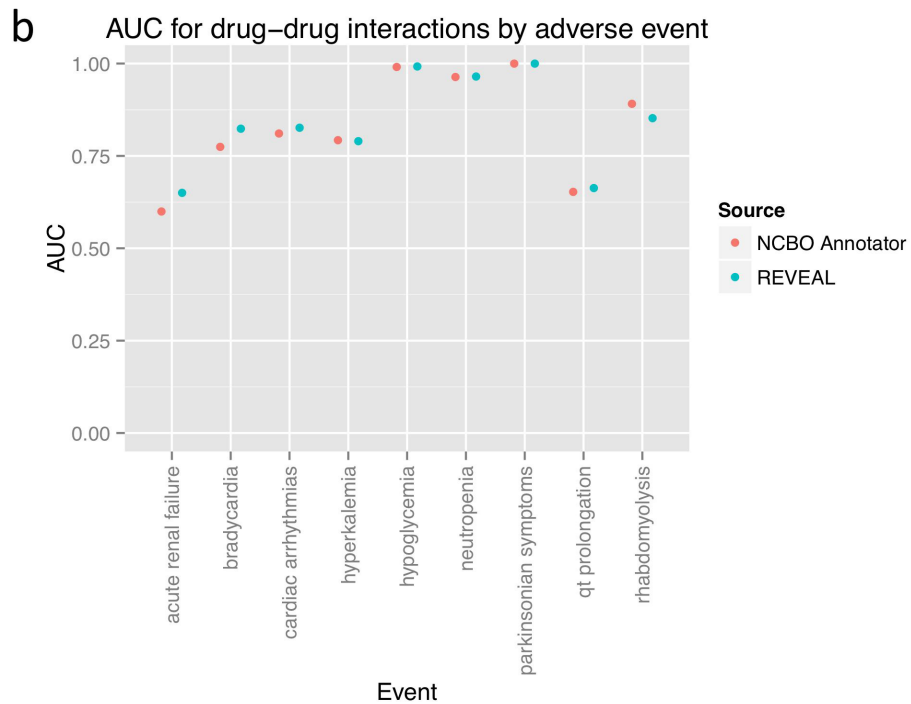 b
AUC for drug−drug interactions by adverse event
1.00
0.75
0.50
0.25
0.00
AUC
acute renal failure
bradycardia
cardiac arrhythmias
hyperkalemia
hypoglycemia
neutropenia
parkinsonian symptoms
qt prolongation
rhabdomyolysis
Event
Source
NCBO Annotator
REVEAL